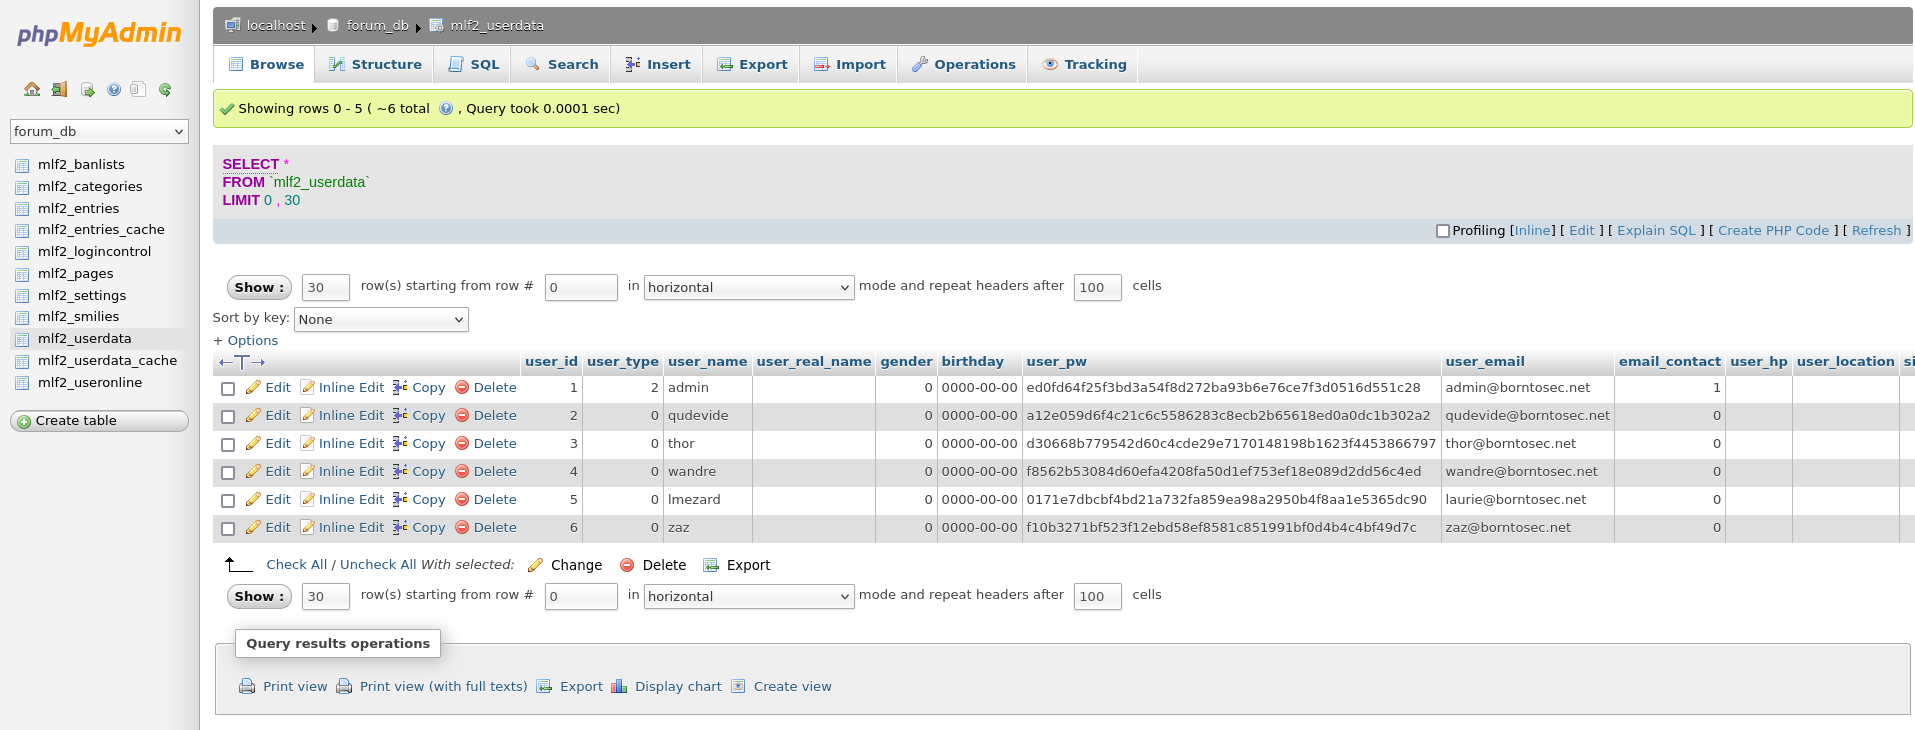 phpMyAdmin
forum_db
mlf2_banlists
mlf2_categories
mlf2_entries
mlf2_entries_cache
mlf2_logincontrol
mlf2_pages
mlf2_settings
mlf2_smilies
mlf2_userdata
mlf2_userdata_cache
mlf2_useronline
Create table
localhost forum_db mlf2_userdata
Browse Structure SQL Search Insert Export Import Operations Tracking
Showing rows 0 - 5 ( ~6 total , Query took 0.0001 sec)
SELECT *
FROM `mlf2_userdata`
LIMIT 0 , 30
Profiling [Inline] [ Edit ] [ Explain SQL ] [ Create PHP Code ] [ Refresh ]
Show : 30 row(s) starting from row # 0 in horizontal mode and repeat headers after 100 cells
Sort by key: None
+ Options
user_id user_type user_name user_real_name gender birthday user_pw user_email email_contact user_hp user_location si
Edit Inline Edit Copy Delete 1 2 admin 0 0000-00-00 ed0fd64f25f3bd3a54f8d272ba93b6e76ce7f3d0516d551c28 admin@borntosec.net 1
Edit Inline Edit Copy Delete 2 0 qudevide 0 0000-00-00 a12e059d6f4c21c6c5586283c8ecb2b65618ed0a0dc1b302a2 qudevide@borntosec.net 0
Edit Inline Edit Copy Delete 3 0 thor 0 0000-00-00 d30668b779542d60c4cde29e7170148198b1623f4453866797 thor@borntosec.net 0
Edit Inline Edit Copy Delete 4 0 wandre 0 0000-00-00 f8562b53084d60efa4208fa50d1ef753ef18e089d2dd56c4ed wandre@borntosec.net 0
Edit Inline Edit Copy Delete 5 0 lmezard 0 0000-00-00 0171e7dbcbf4bd21a732fa859ea98a2950b4f8aa1e5365dc90 laurie@borntosec.net 0
Edit Inline Edit Copy Delete 6 0 zaz 0 0000-00-00 f10b3271bf523f12ebd58ef8581c851991bf0d4b4c4bf49d7c zaz@borntosec.net 0
Check All / Uncheck All With selected: Change Delete Export
Show : 30 row(s) starting from row # 0 in horizontal mode and repeat headers after 100 cells
Query results operations
Print view Print view (with full texts) Export Display chart Create view